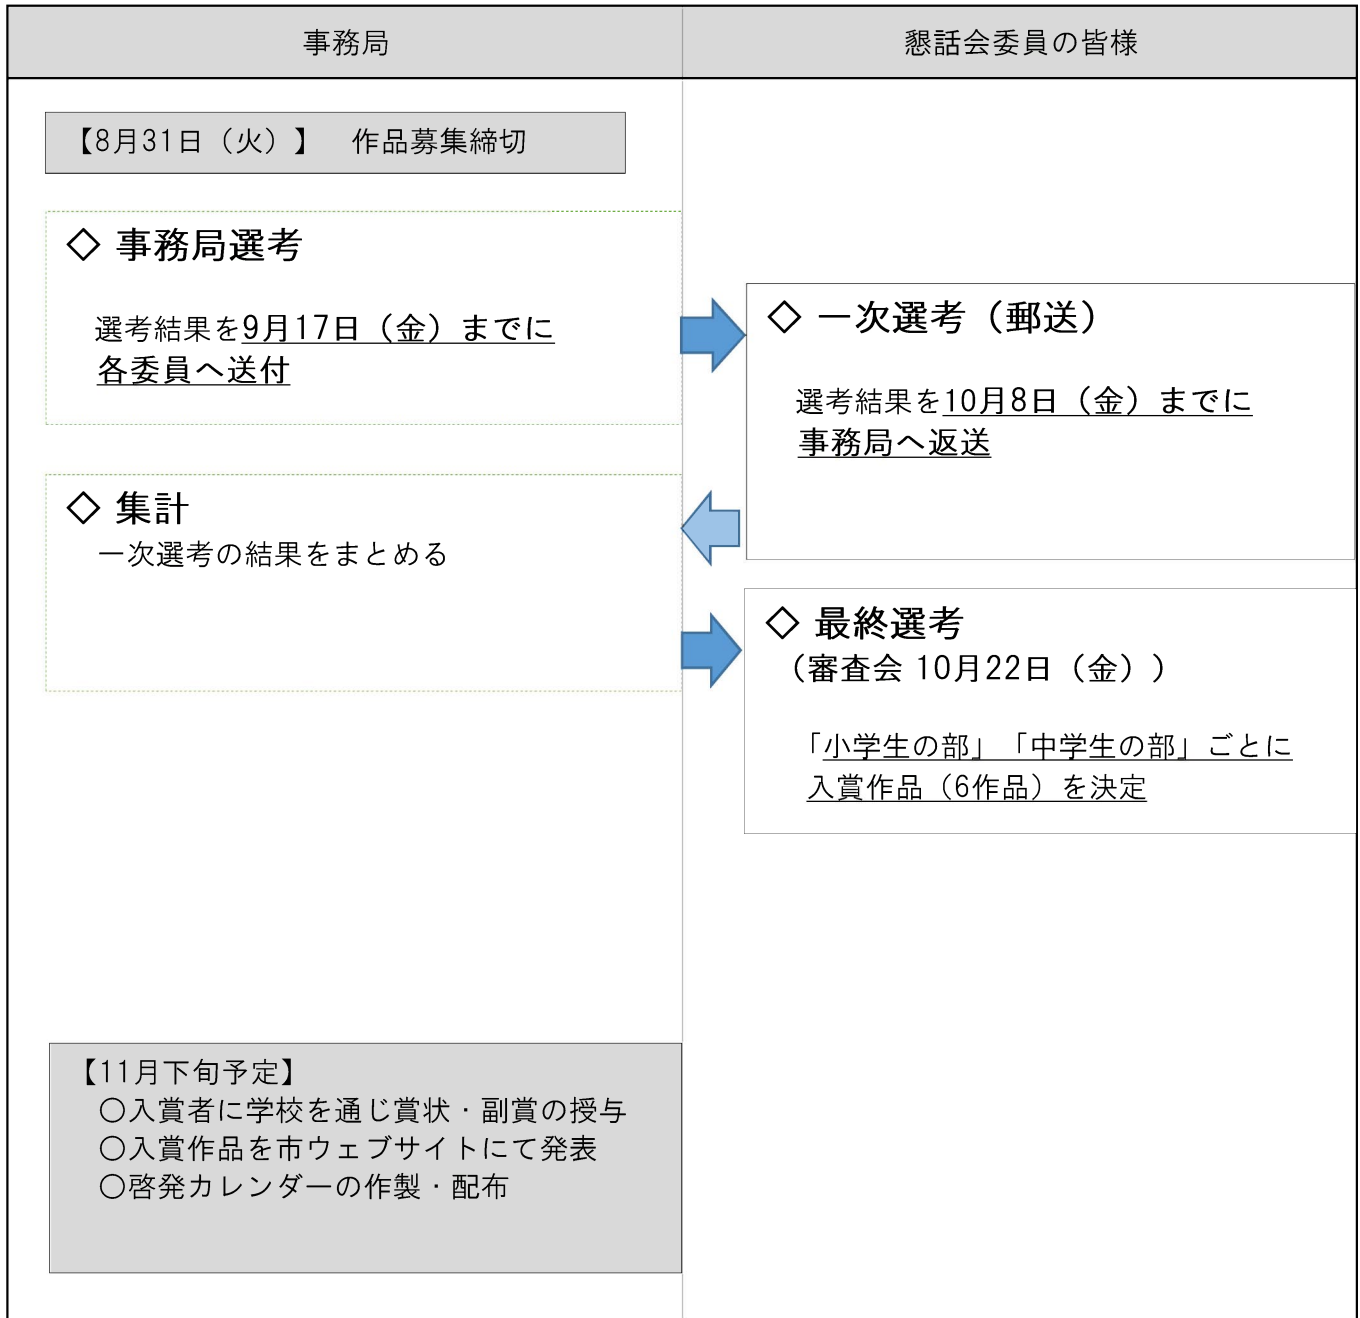 事務局
懇話会委員の皆様
【8月31日（火）】　作品募集締切
◇ 事務局選考
選考結果を9月17日（金）までに
各委員へ送付
◇ 一次選考（郵送）
選考結果を10月8日（金）までに
事務局へ返送
◇ 集計
一次選考の結果をまとめる
◇ 最終選考
（審査会 10月22日（金））
「小学生の部」「中学生の部」ごとに
入賞作品（6作品）を決定
【11月下旬予定】
○入賞者に学校を通じ賞状・副賞の授与
○入賞作品を市ウェブサイトにて発表
○啓発カレンダーの作製・配布